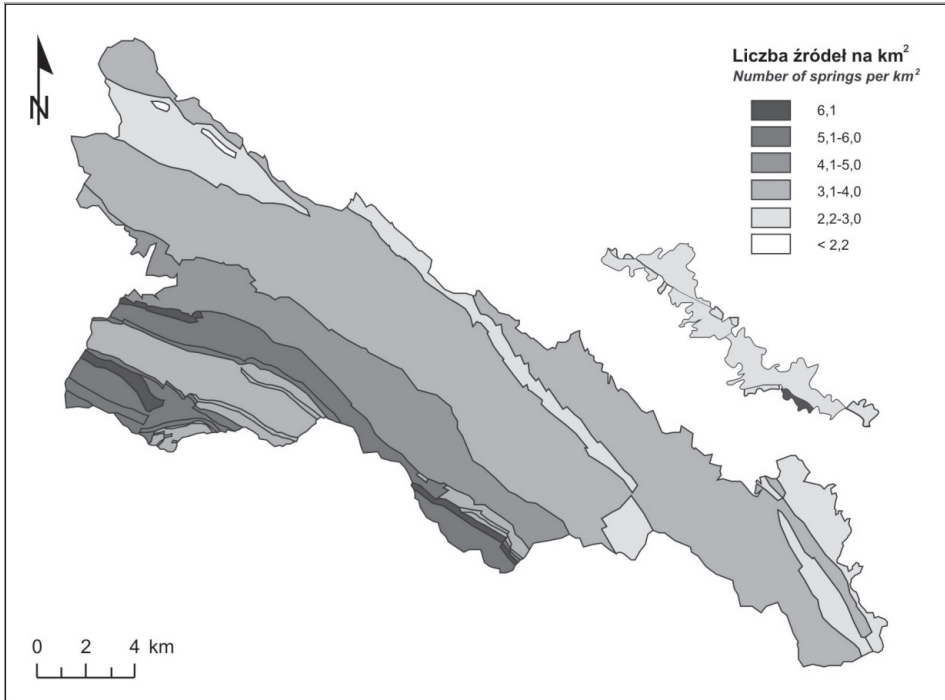 N
Liczba źródeł na km²
Number of springs per km²
6,1
5,1-6,0
4,1-5,0
3,1-4,0
2,2-3,0
< 2,2
0 2 4 km